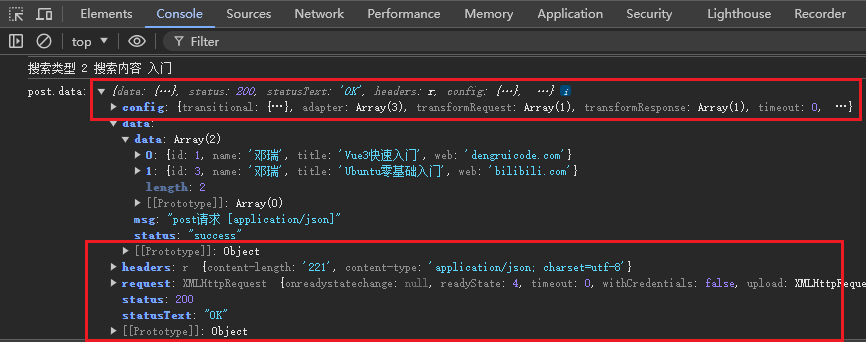 Elements Console Sources Network Performance Memory Application Security Lighthouse Recorder
top Filter
搜索类型 2 搜索内容 入门
post.data: {data: {…}, status: 200, statusText: 'OK', headers: r, config: {…}, …} i
config: {transitional: {…}, adapter: Array(3), transformRequest: Array(1), transformResponse: Array(1), timeout: 0, …}
data:
data: Array(2)
0: {id: 1, name: '邓瑞', title: 'Vue3快速入门', web: 'dengruicode.com'}
1: {id: 3, name: '邓瑞', title: 'Ubuntu零基础入门', web: 'bilibili.com'}
length: 2
[[Prototype]]: Array(0)
msg: "post请求 [application/json]"
status: "success"
[[Prototype]]: Object
headers: r {content-length: '221', content-type: 'application/json; charset=utf-8'}
request: XMLHttpRequest {onreadystatechange: null, readyState: 4, timeout: 0, withCredentials: false, upload: XMLHttpReque
status: 200
statusText: "OK"
[[Prototype]]: Object